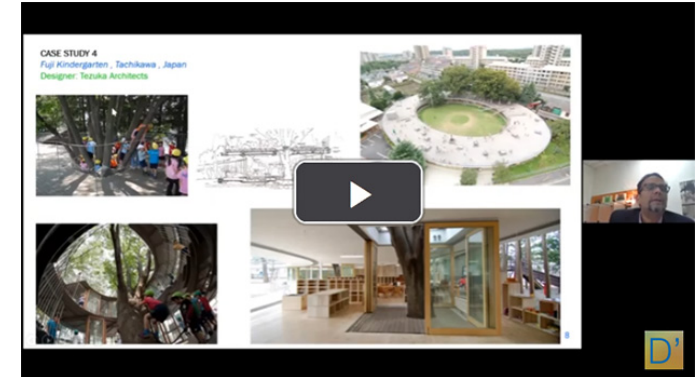 CASE STUDY 4
Fuji Kindergarten , Tachikawa , Japan
Designer: Tezuka Architects
8
D'